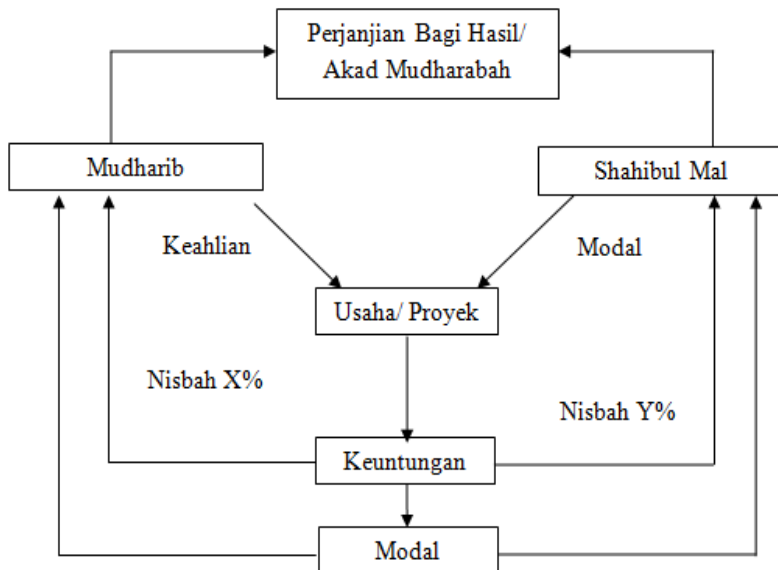 Perjanjian Bagi Hasil/
Akad Mudharabah
Mudharib
Shahibul Mal
Keahlian
Modal
Usaha/ Proyek
Nisbah X%
Nisbah Y%
Keuntungan
Modal